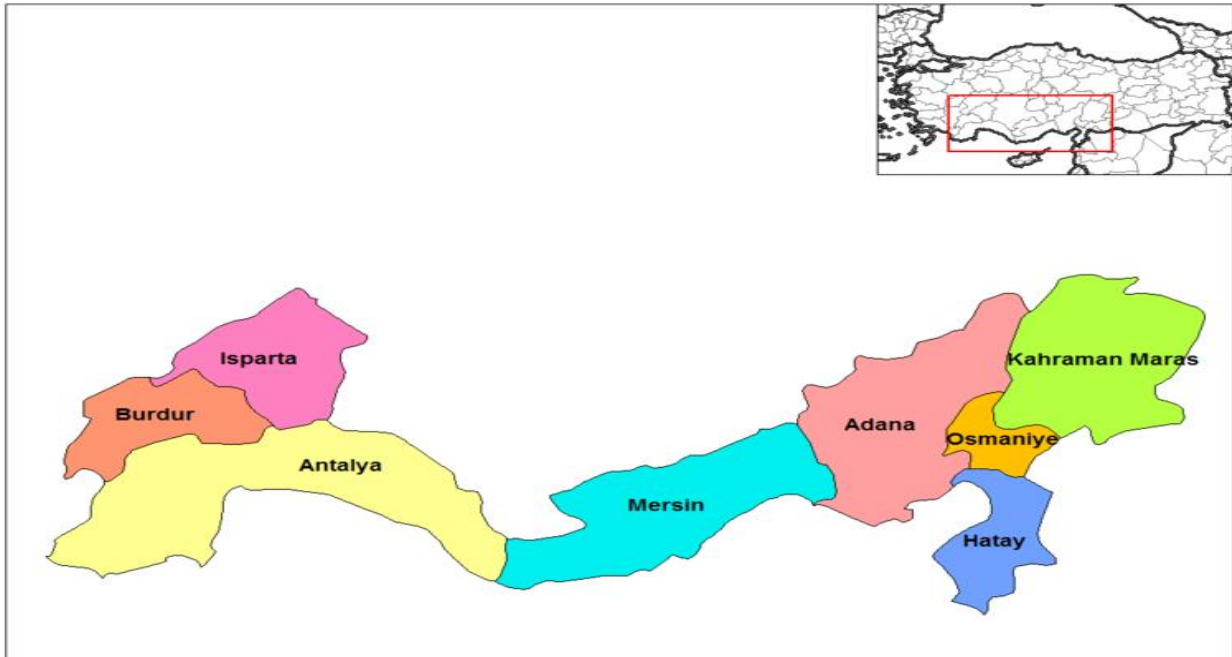 Isparta
Kahraman Maras
Burdur
Adana
Osmaniye
Antalya
Mersin
Hatay